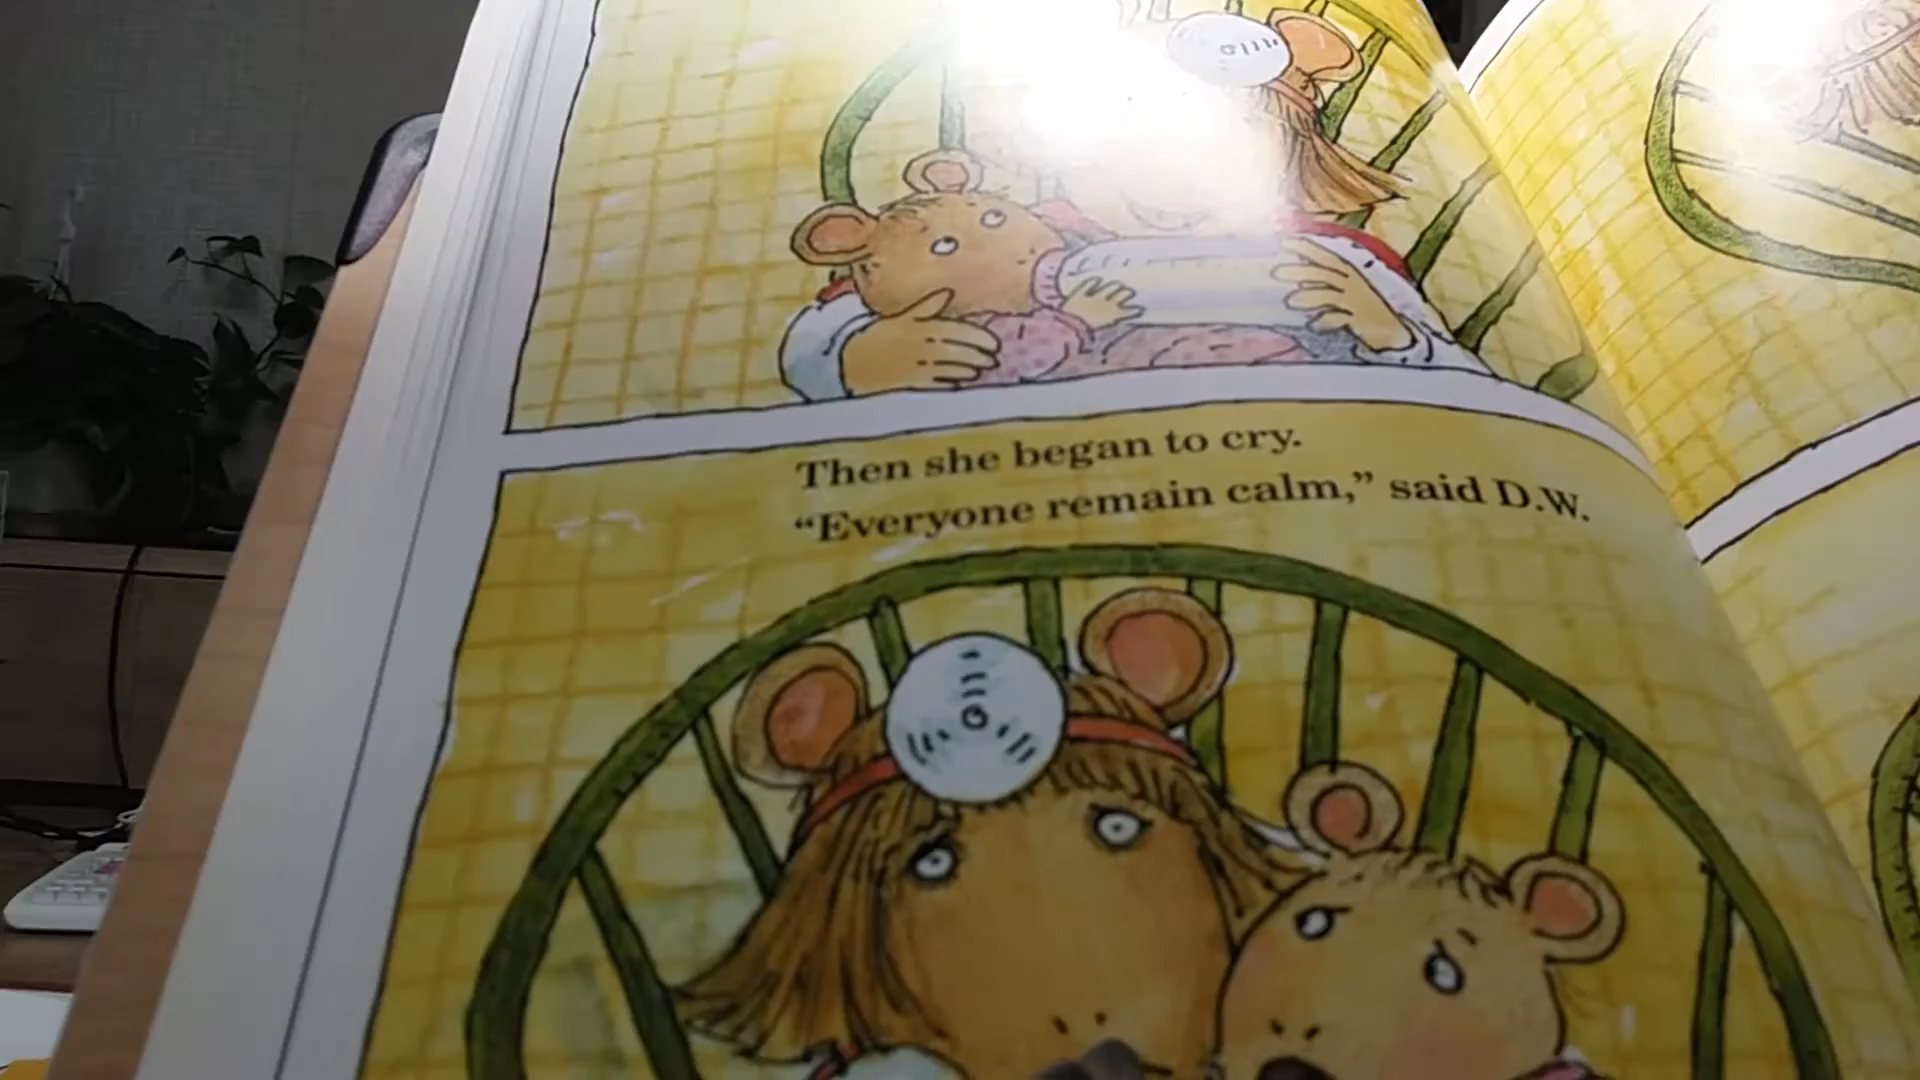 Then she began to cry.
“Everyone remain calm,” said D.W.